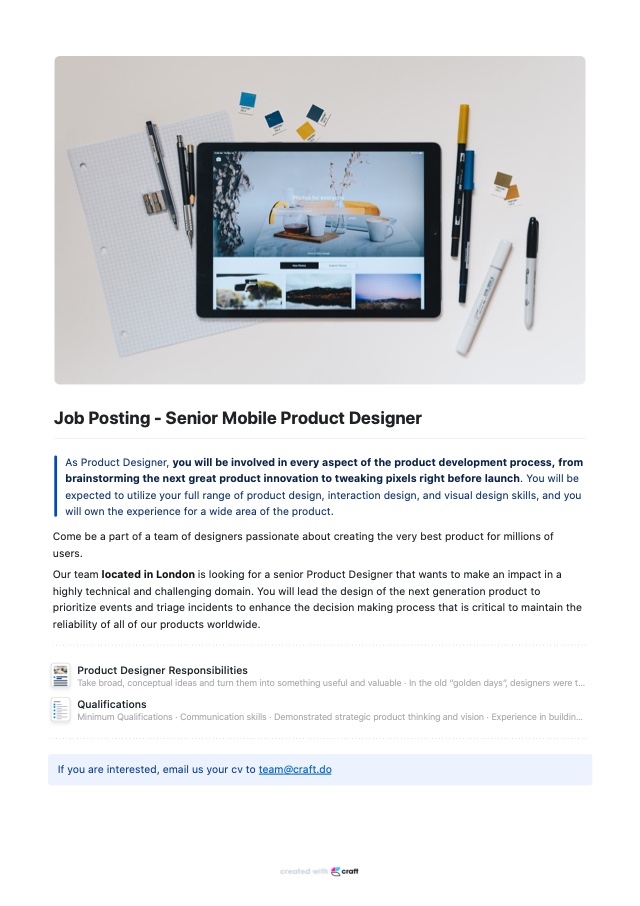 Job Posting - Senior Mobile Product Designer
As Product Designer, you will be involved in every aspect of the product development process, from
brainstorming the next great product innovation to tweaking pixels right before launch. You will be
expected to utilize your full range of product design, interaction design, and visual design skills, and you
will own the experience for a wide area of the product.
Come be a part of a team of designers passionate about creating the very best product for millions of
users.
Our team located in London is looking for a senior Product Designer that wants to make an impact in a
highly technical and challenging domain. You will lead the design of the next generation product to
prioritize events and triage incidents to enhance the decision making process that is critical to maintain the
reliability of all of our products worldwide.
Product Designer Responsibilities
Take broad, conceptual ideas and turn them into something useful and valuable · In the old “golden days”, designers were t...
Qualifications
Minimum Qualifications · Communication skills · Demonstrated strategic product thinking and vision · Experience in buildin...
If you are interested, email us your cv to team@craft.do
created with craft